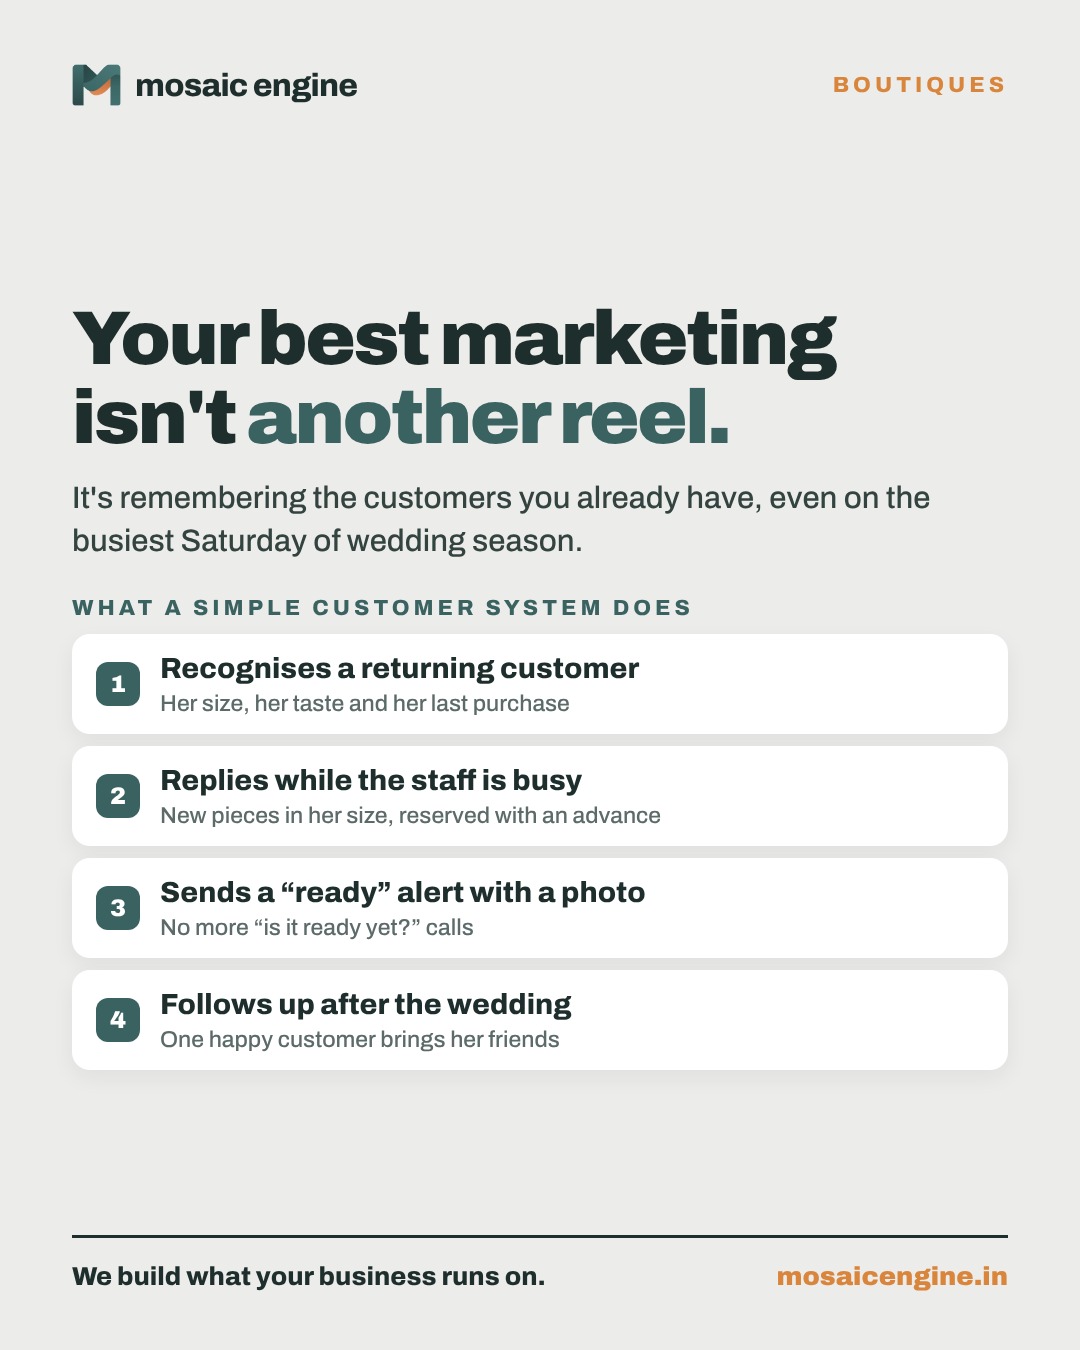 mosaic engine
BOUTIQUES
Your best marketing
isn't another reel.
It's remembering the customers you already have, even on the
busiest Saturday of wedding season.
WHAT A SIMPLE CUSTOMER SYSTEM DOES
1
Recognises a returning customer
Her size, her taste and her last purchase
2
Replies while the staff is busy
New pieces in her size, reserved with an advance
3
Sends a “ready” alert with a photo
No more “is it ready yet?” calls
4
Follows up after the wedding
One happy customer brings her friends
We build what your business runs on.
mosaicengine.in